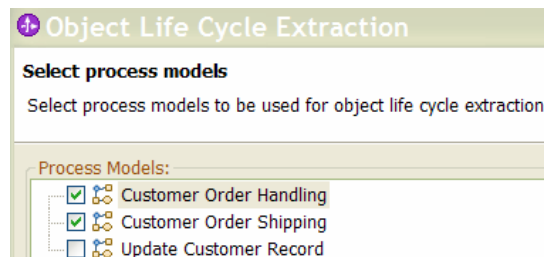 Object Life Cycle Extraction
Select process models
Select process models to be used for object life cycle extraction
Process Models:
Customer Order Handling
Customer Order Shipping
Update Customer Record